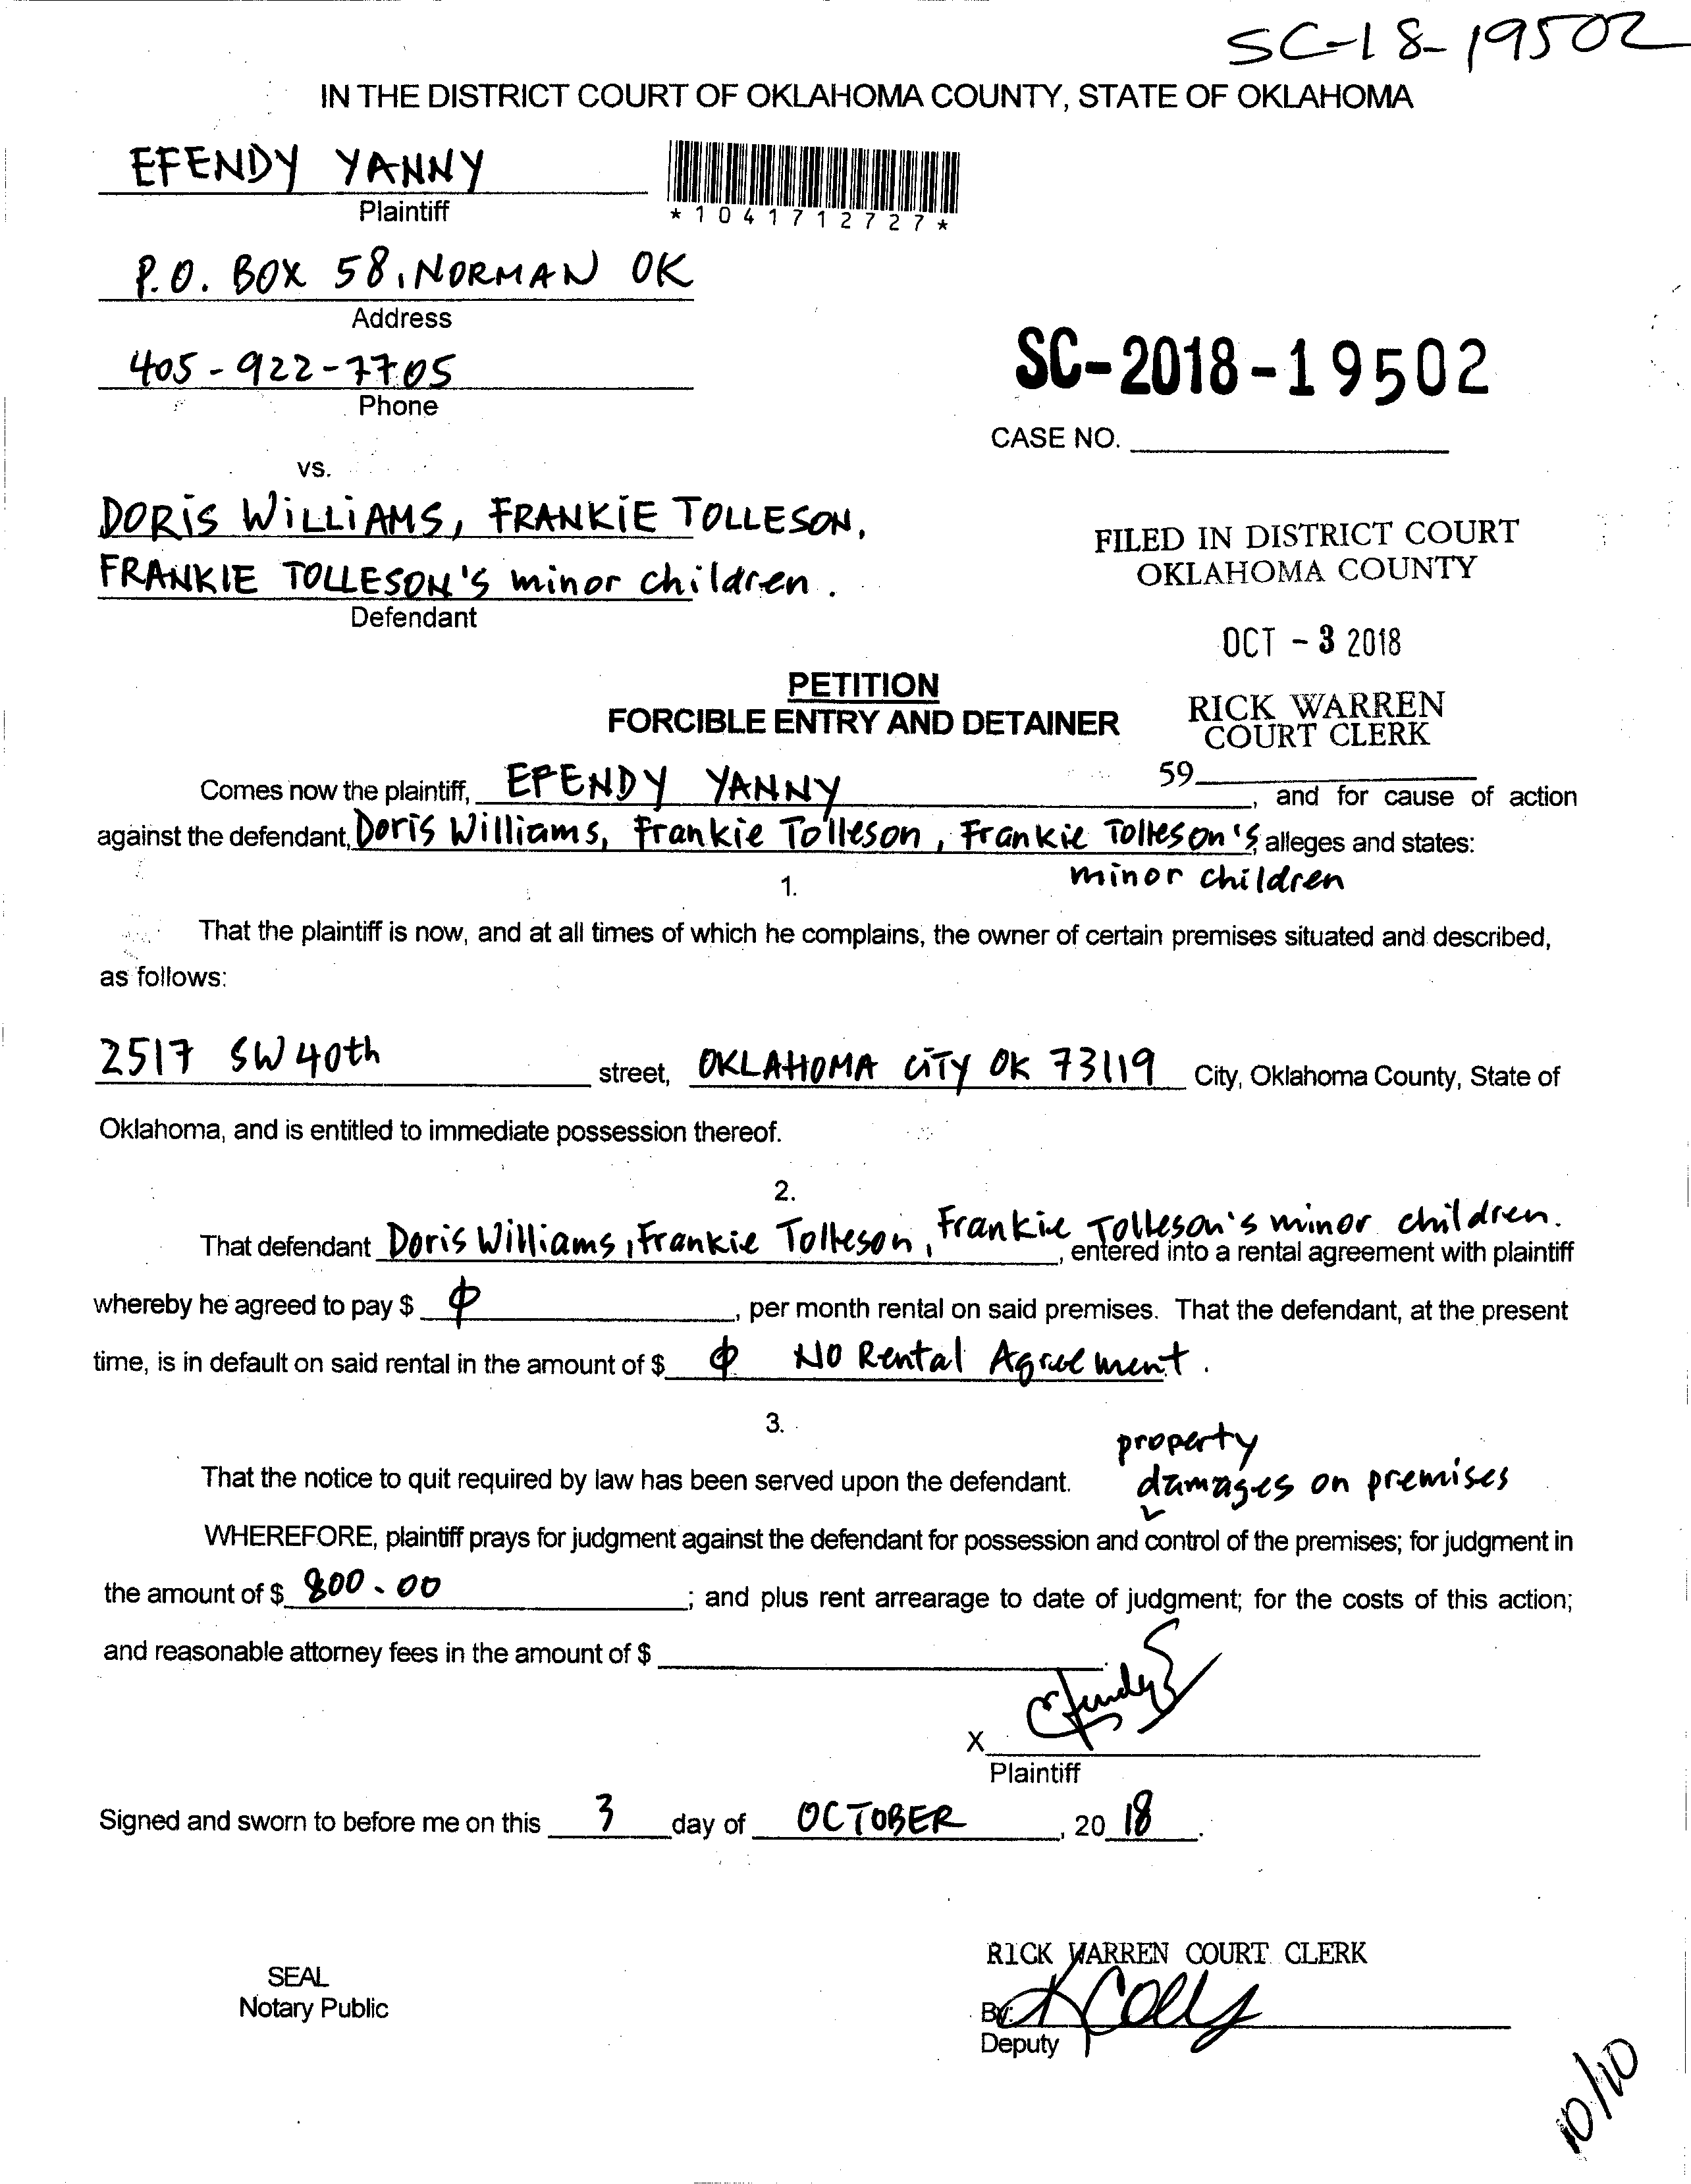 SC-18-19502
IN THE DISTRICT COURT OF OKLAHOMA COUNTY, STATE OF OKLAHOMA
EFENDY YANNY
Plaintiff
*1041712727*
P.O. BOX 58, NORMAN OK
Address
405-922-7705
Phone
SC-2018-19502
CASE NO.
vs.
DORIS WILLIAMS, FRANKIE TOLLESON,
FRANKIE TOLLESON'S minor children.
Defendant
FILED IN DISTRICT COURT
OKLAHOMA COUNTY
OCT - 3 2018
RICK WARREN
COURT CLERK
59
PETITION
FORCIBLE ENTRY AND DETAINER
Comes now the plaintiff, EFENDY YANNY, and for cause of action
against the defendant, Doris Williams, Frankie Tolleson, Frankie Tolleson's alleges and states:
minor children
1.
That the plaintiff is now, and at all times of which he complains, the owner of certain premises situated and described,
as follows:
2517 SW 40th street, OKLAHOMA CITY OK 73119 City, Oklahoma County, State of
Oklahoma, and is entitled to immediate possession thereof.
2.
That defendant Doris Williams, Frankie Tolleson, Frankie Tolleson's minor children., entered into a rental agreement with plaintiff
whereby he agreed to pay $ ϕ, per month rental on said premises. That the defendant, at the present
time, is in default on said rental in the amount of $ ϕ NO Rental Agreement.
3.
That the notice to quit required by law has been served upon the defendant.
property
damages on premises
WHEREFORE, plaintiff prays for judgment against the defendant for possession and control of the premises; for judgment in
the amount of $ 800.00; and plus rent arrearage to date of judgment; for the costs of this action;
and reasonable attorney fees in the amount of $
X
Plaintiff
Signed and sworn to before me on this 3 day of OCTOBER, 20 18.
SEAL
Notary Public
RICK WARREN COURT CLERK
By:
Deputy
10/10